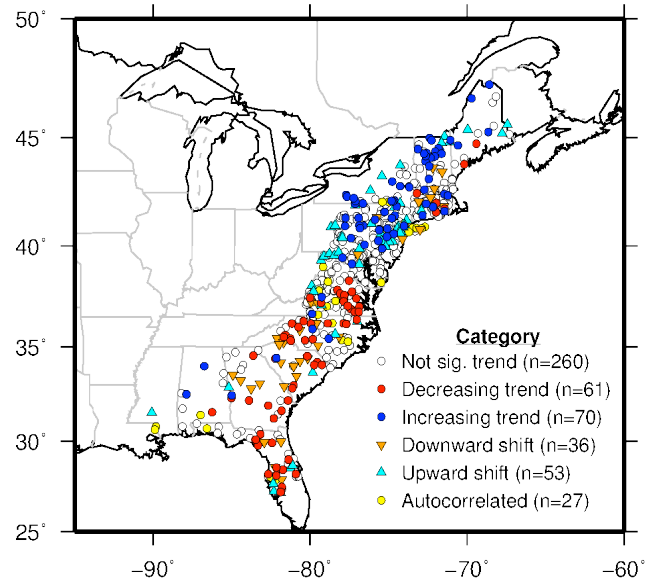 50°
45°
40°
35°
30°
25°
−90°
−80°
−70°
−60°
Category
Not sig. trend (n=260)
Decreasing trend (n=61)
Increasing trend (n=70)
Downward shift (n=36)
Upward shift (n=53)
Autocorrelated (n=27)